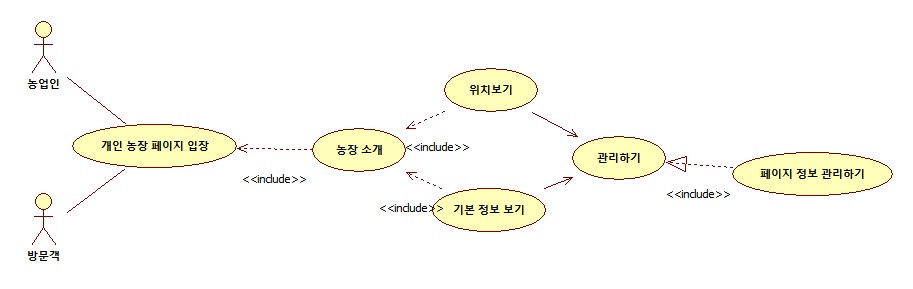 농업인
위치보기
개인 농장 페이지 입장
농장 소개
<<include>>
관리하기
페이지 정보 관리하기
<<include>>
<<include>>
<<include>>
기본 정보 보기
방문객